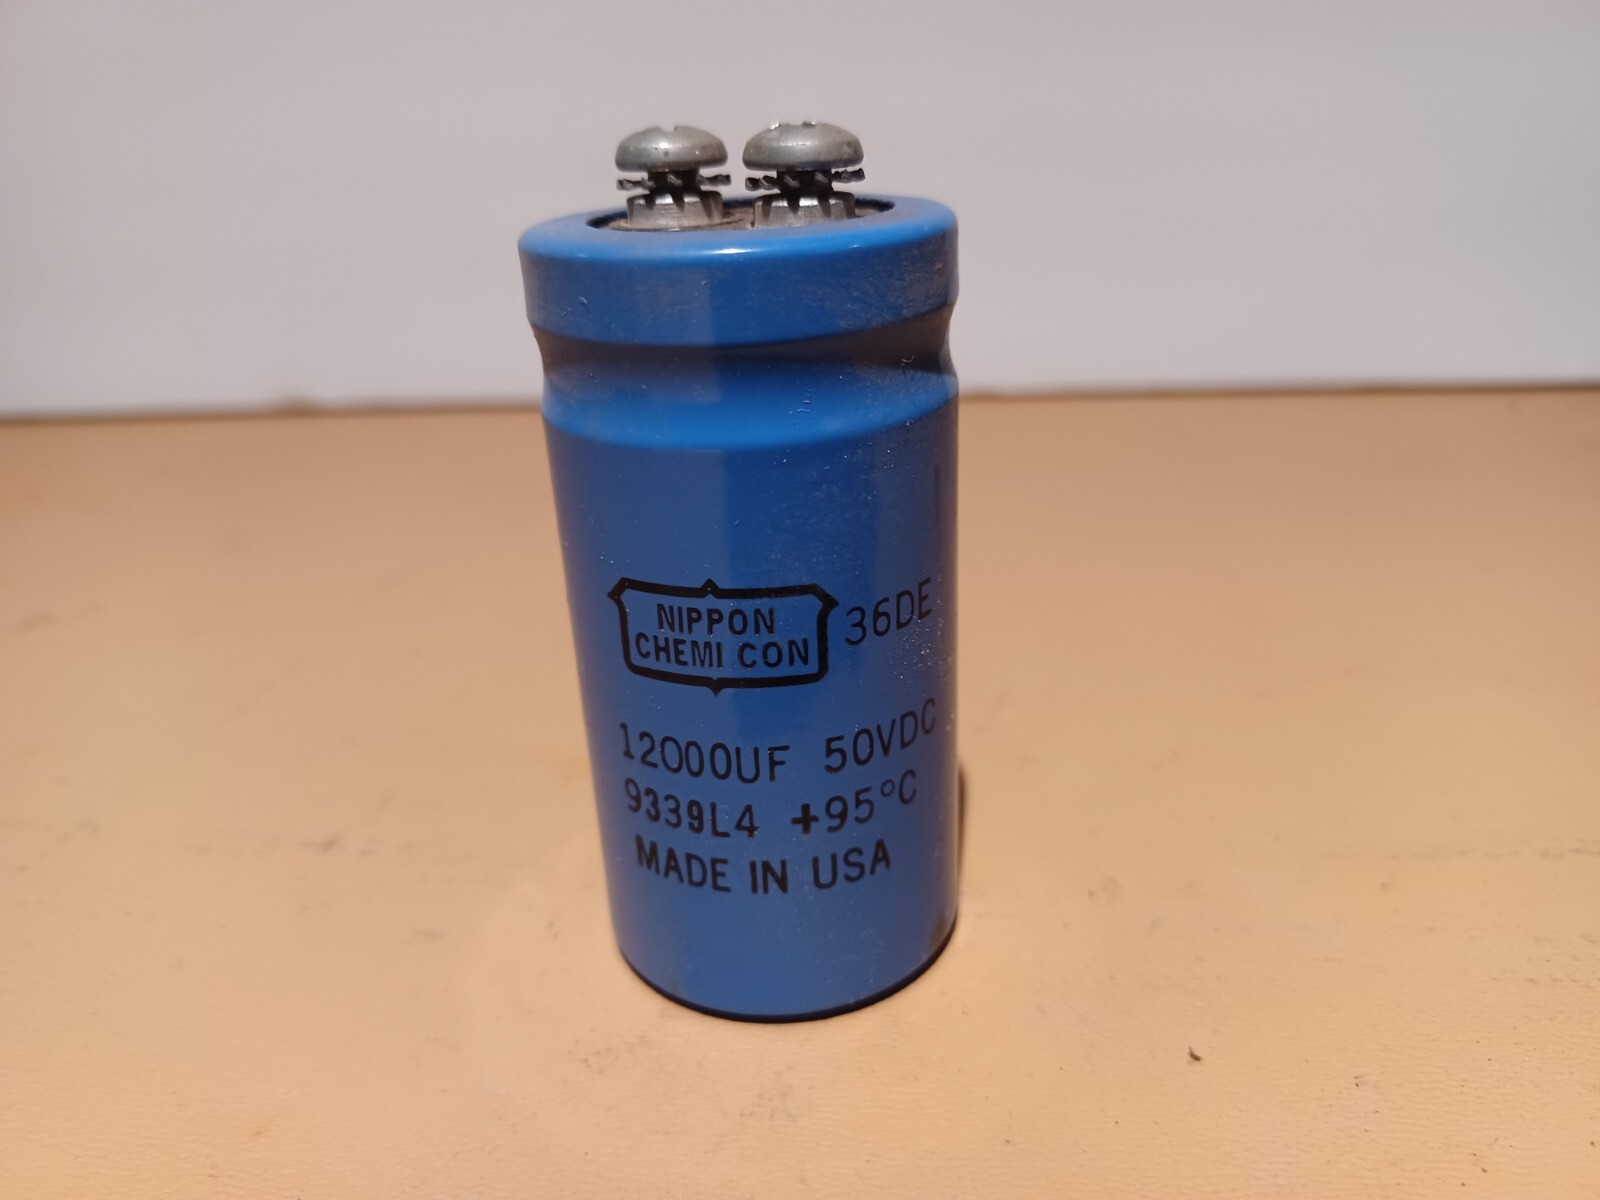 NIPPON
CHEMI CON
36DE
12000UF 50VDC
9339L4 +95°C
MADE IN USA